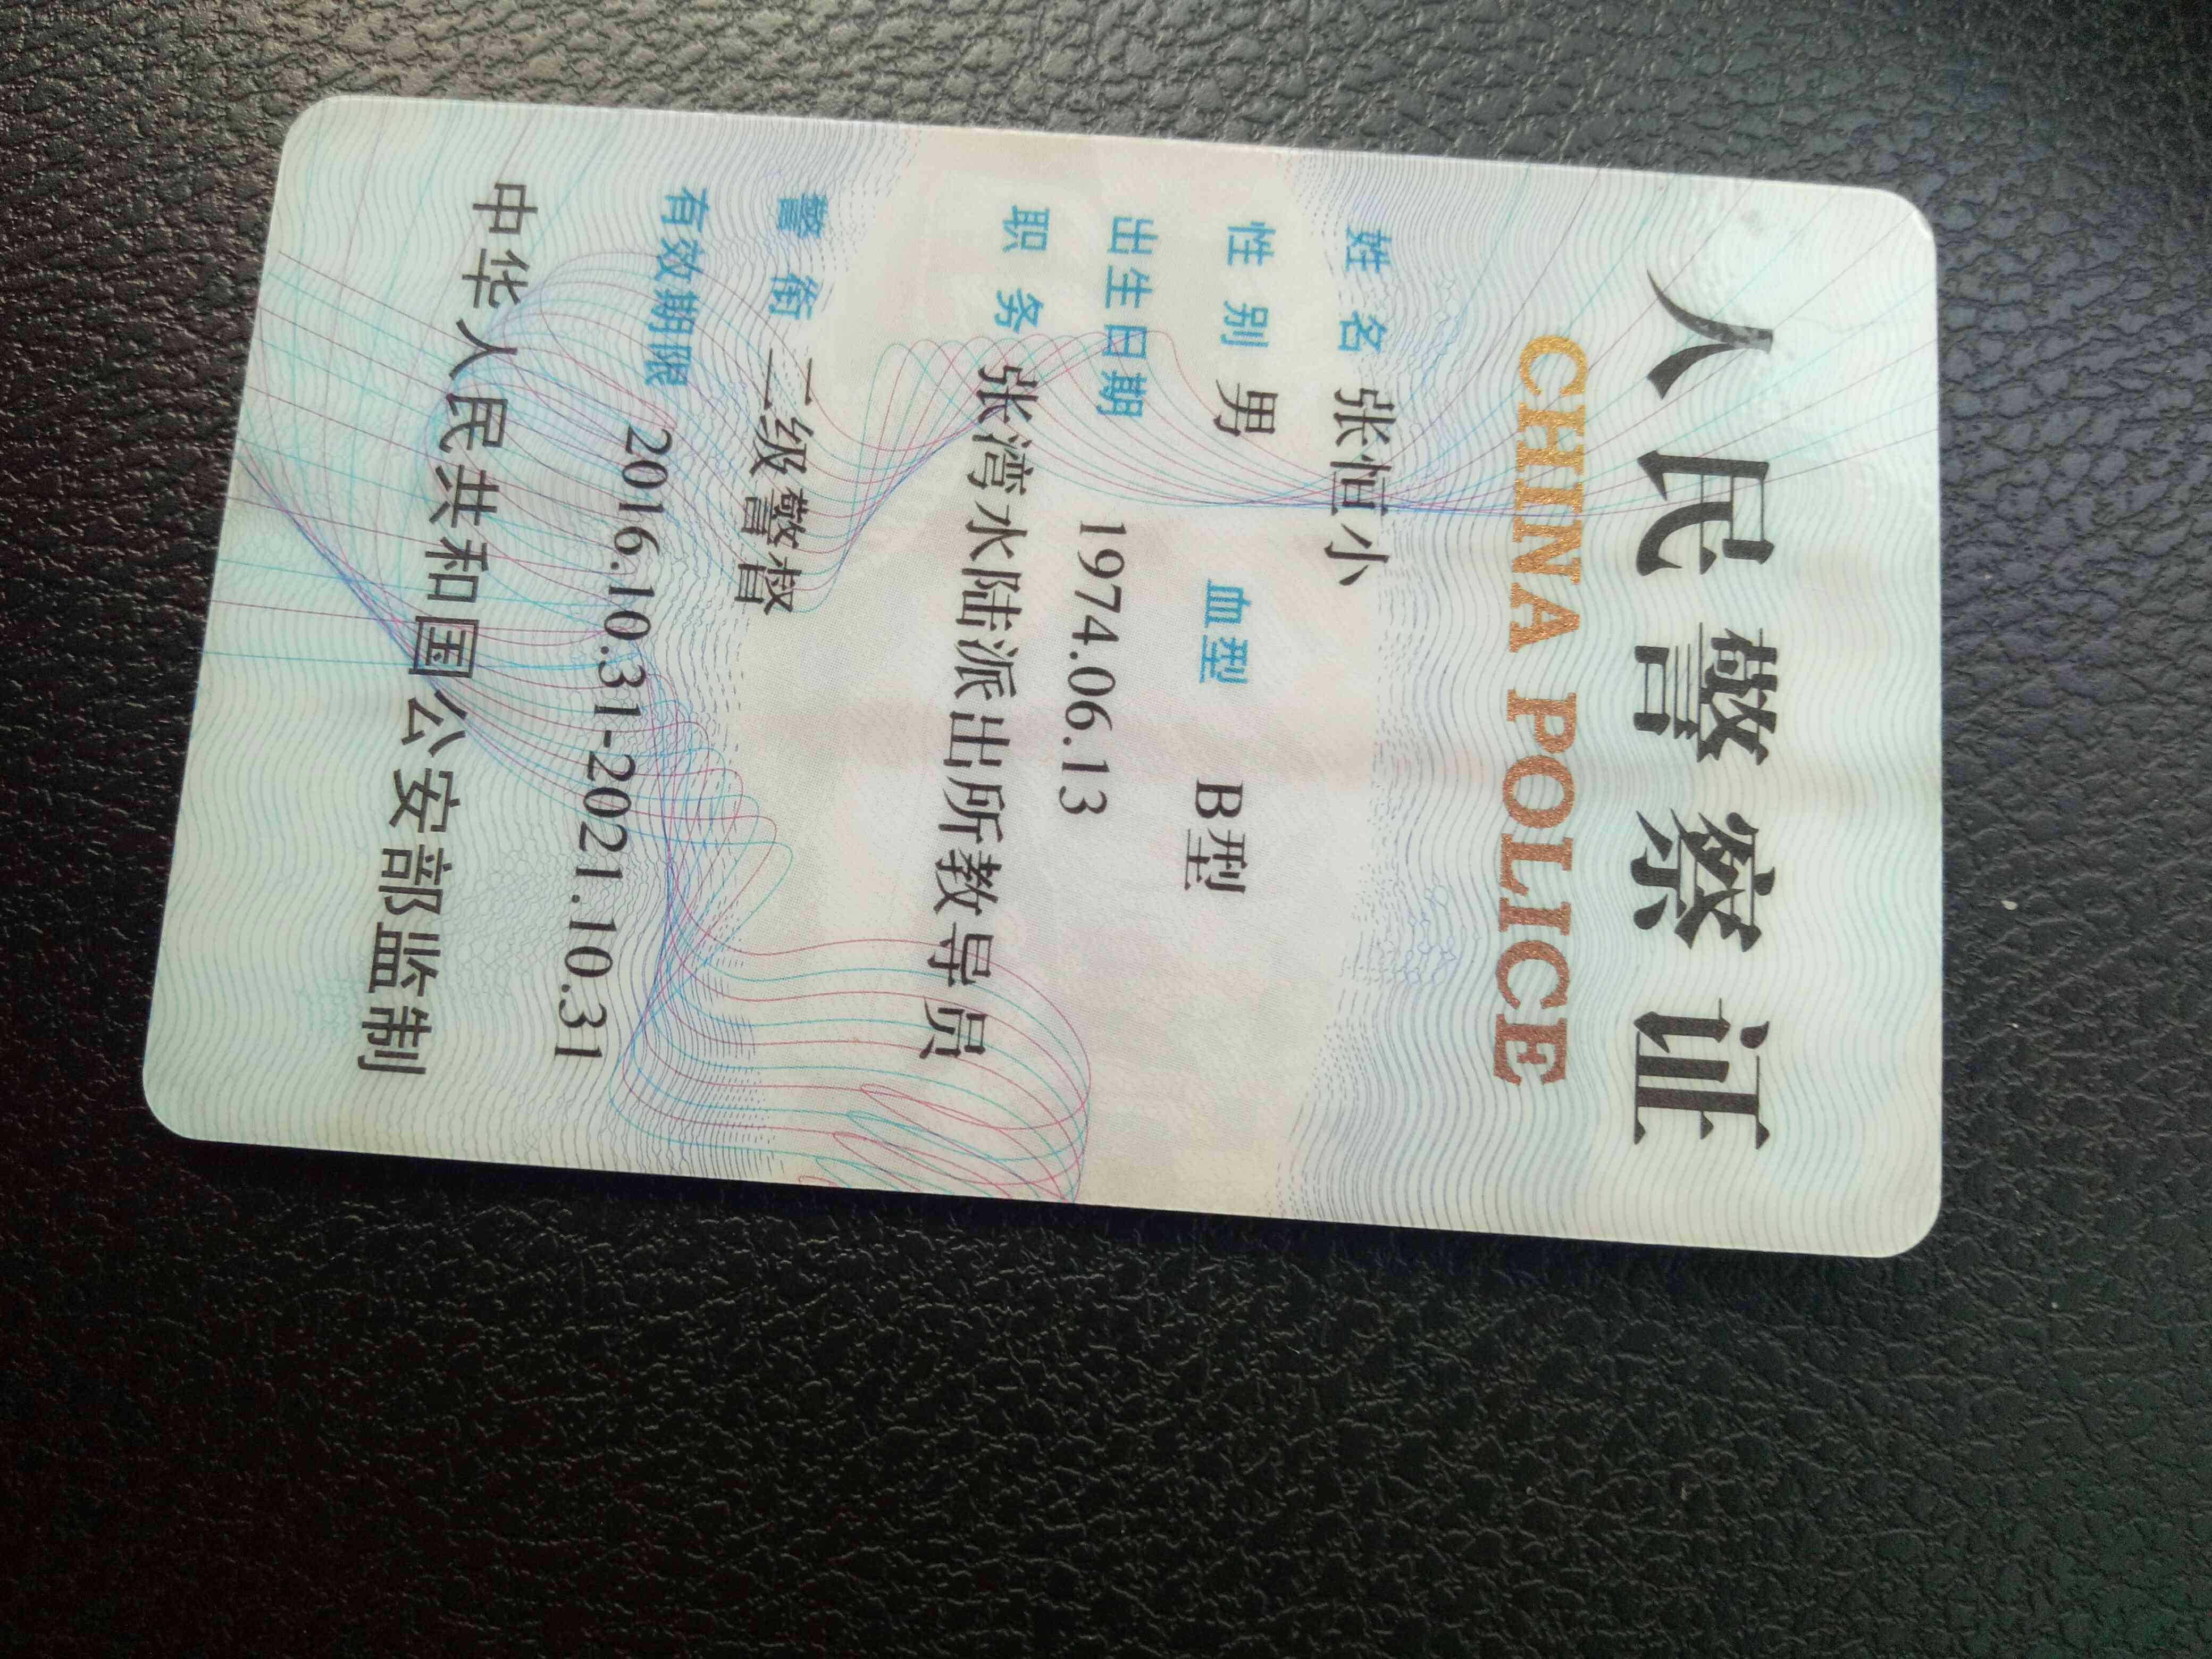 人民警察证
CHINA POLICE
姓名 张恒小
性别 男 血型 B型
出生日期 1974.06.13
职务 张湾水陆派出所教导员
警衔 二级警督
有效期限 2016.10.31-2021.10.31
中华人民共和国公安部监制